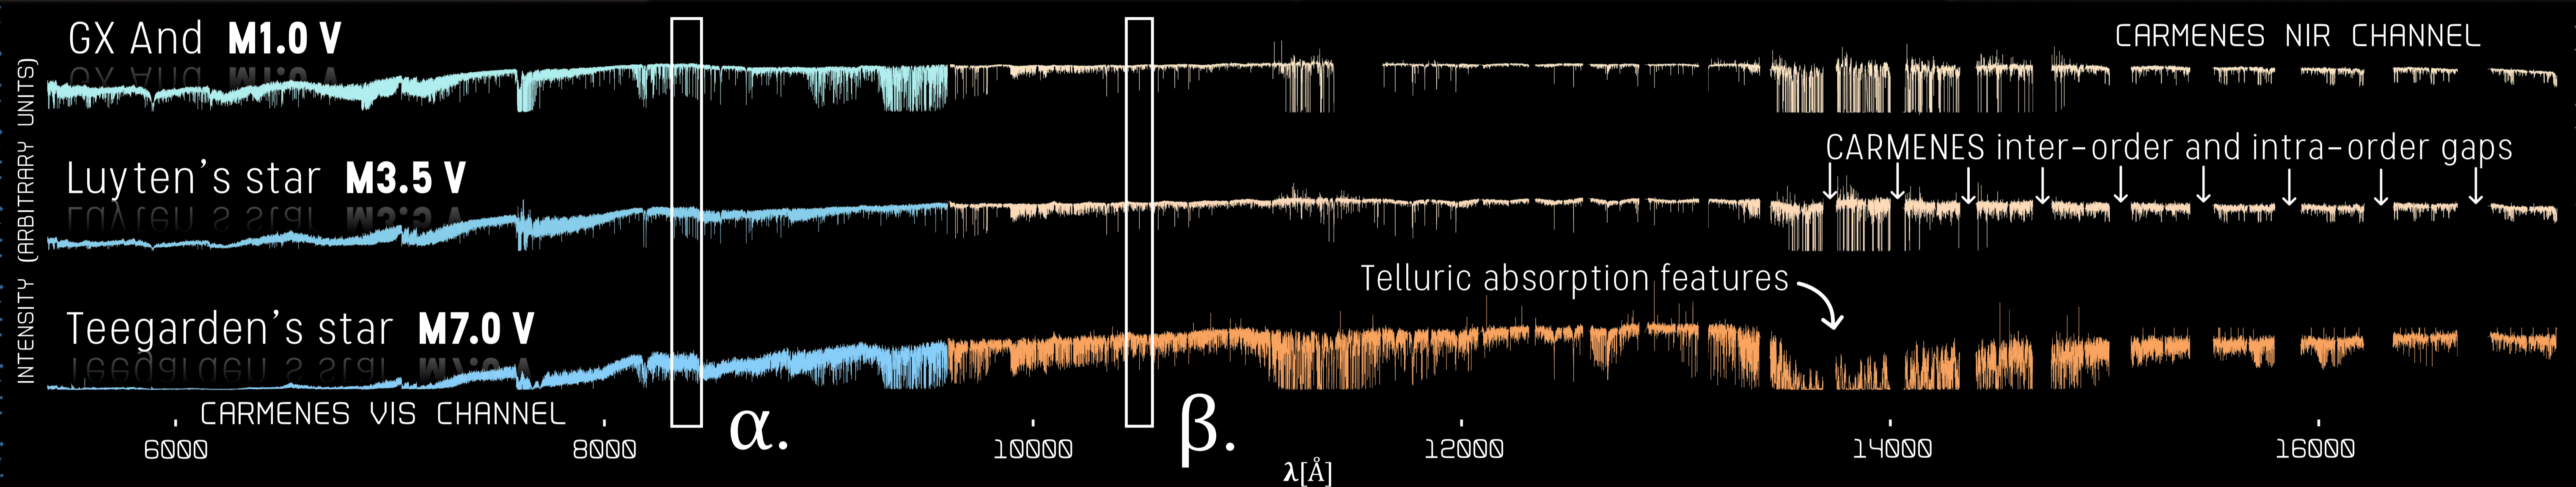 GX And M1.0 V
CARMENES NIR CHANNEL
CARMENES inter-order and intra-order gaps
Luyten's star M3.5 V
Telluric absorption features
Teegarden's star M7.0 V
CARMENES VIS CHANNEL
α.
β.
6000 8000 10000 12000 14000 16000
λ[Å]
INTENSITY (ARBITRARY UNITS)